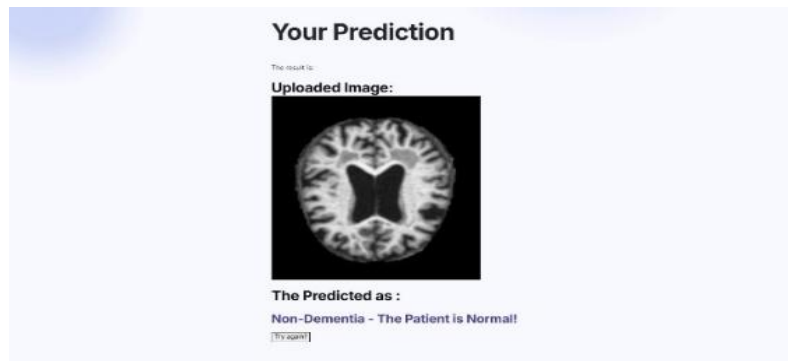 Your Prediction
The result is:
Uploaded Image:
The Predicted as :
Non-Dementia - The Patient is Normal!
Try again!